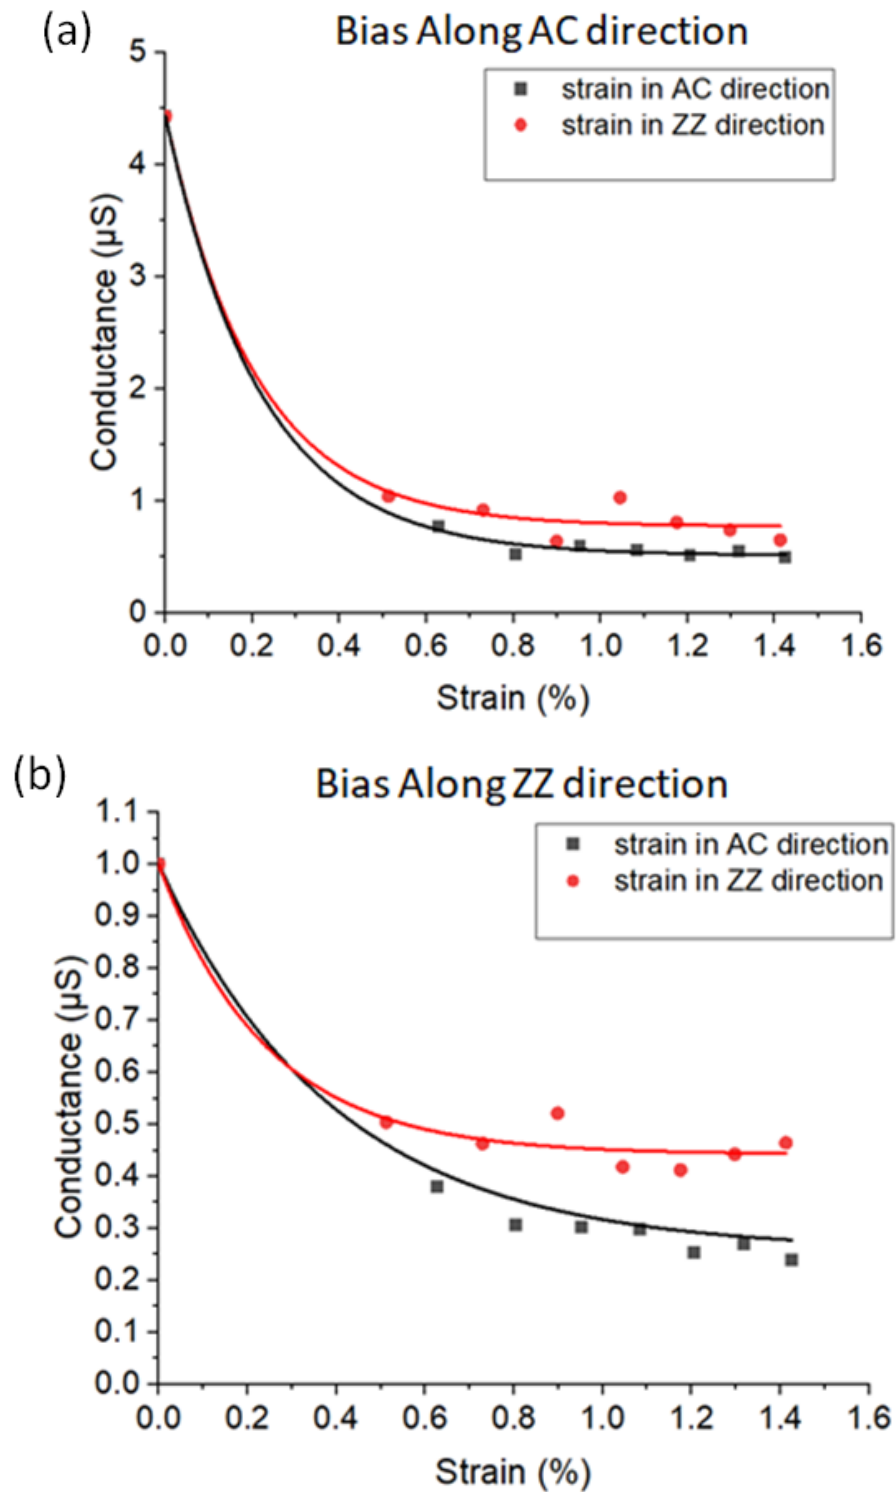 (a)
Bias Along AC direction
strain in AC direction
strain in ZZ direction
Conductance (µS)
5
4
3
2
1
0
0.0 0.2 0.4 0.6 0.8 1.0 1.2 1.4 1.6
Strain (%)
(b)
Bias Along ZZ direction
strain in AC direction
strain in ZZ direction
Conductance (µS)
1.1
1.0
0.9
0.8
0.7
0.6
0.5
0.4
0.3
0.2
0.1
0.0
0.0 0.2 0.4 0.6 0.8 1.0 1.2 1.4 1.6
Strain (%)